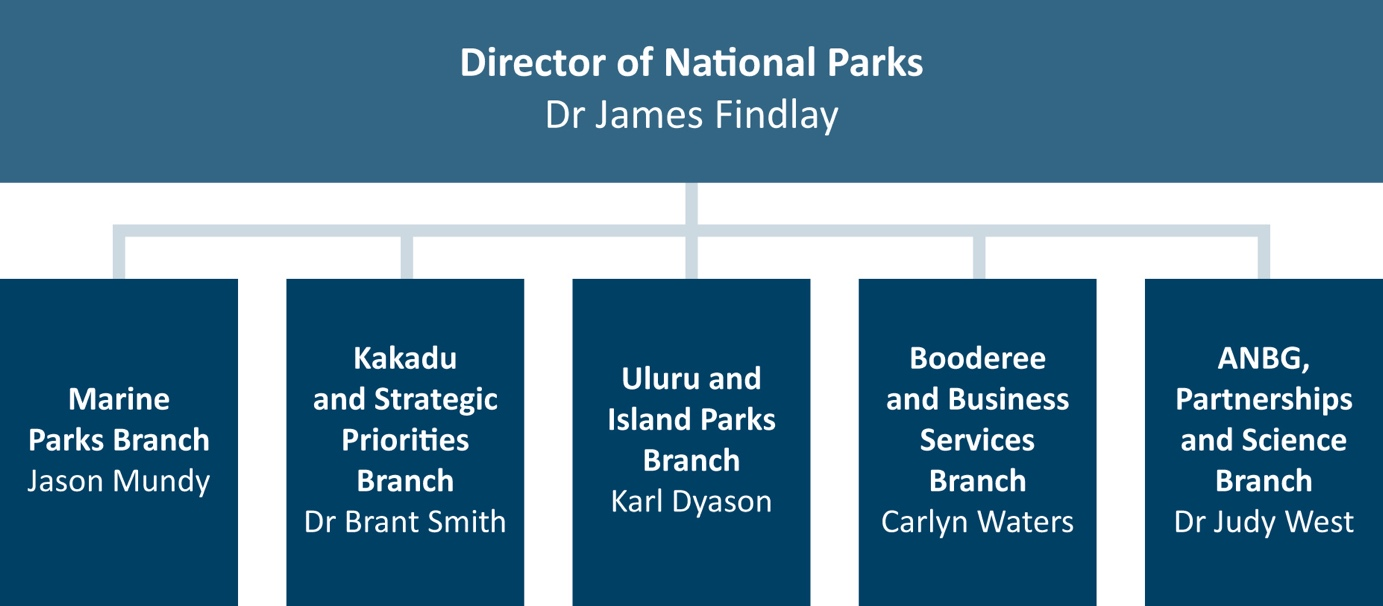 Director of National Parks
Dr James Findlay
Marine
Parks Branch
Jason Mundy
Kakadu
and Strategic
Priorities
Branch
Dr Brant Smith
Uluru and
Island Parks
Branch
Karl Dyason
Booderee
and Business
Services
Branch
Carlyn Waters
ANBG,
Partnerships
and Science
Branch
Dr Judy West